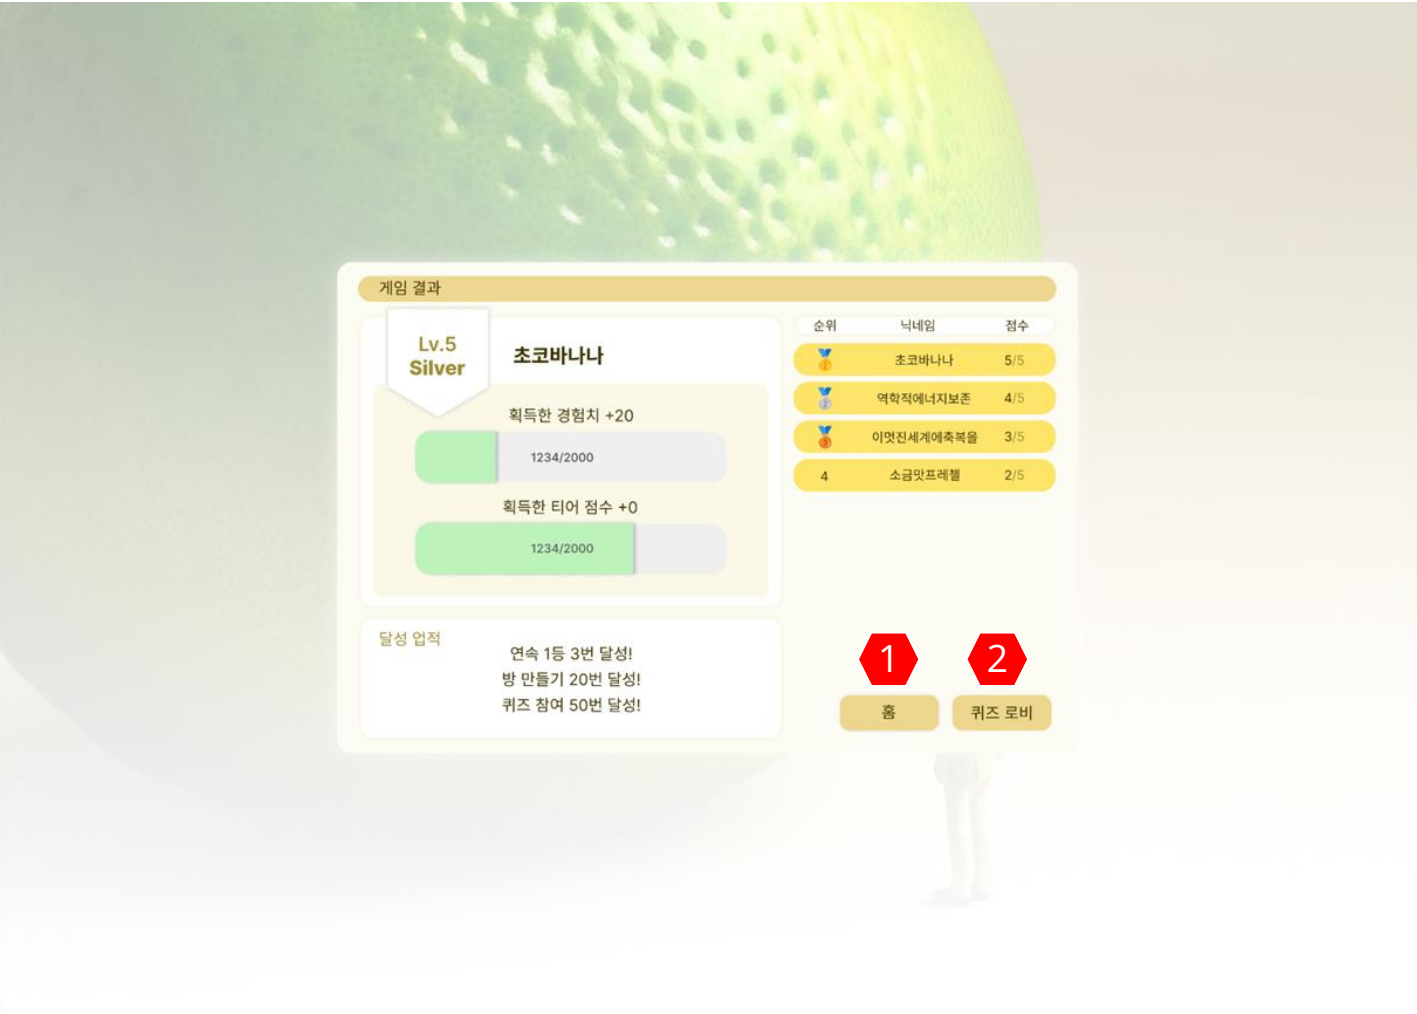 게임 결과
Lv.5
Silver
초코바나나
획득한 경험치 +20
1234/2000
획득한 티어 점수 +0
1234/2000
달성 업적
연속 1등 3번 달성!
방 만들기 20번 달성!
퀴즈 참여 50번 달성!
순위 닉네임 점수
1 초코바나나 5/5
2 역학적에너지보존 4/5
3 이멋진세계에축복을 3/5
4 소금맛프레첼 2/5
1 2
홈 퀴즈 로비